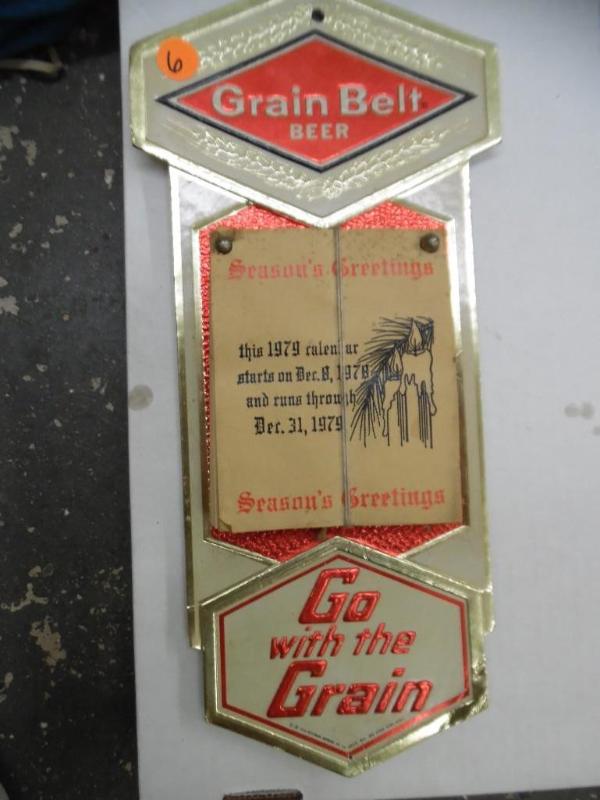 6
Grain Belt
BEER
Season's Greetings
this 1979 calendar
starts on Dec. 8, 1978
and runs through
Dec. 31, 1979
Season's Greetings
Go
with the
Grain